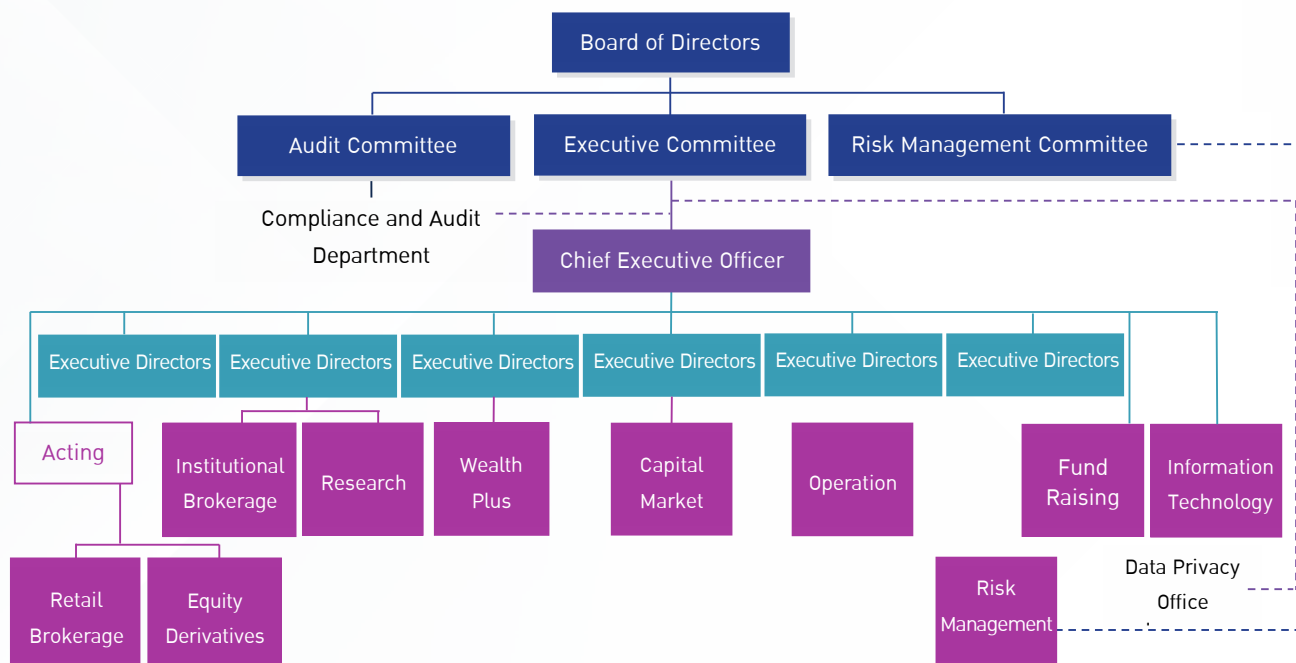 Board of Directors
Audit Committee
Executive Committee
Risk Management Committee
Compliance and Audit
Department
Chief Executive Officer
Executive Directors
Executive Directors
Executive Directors
Executive Directors
Executive Directors
Executive Directors
Acting
Institutional
Brokerage
Research
Wealth
Plus
Capital
Market
Operation
Fund
Raising
Information
Technology
Retail
Brokerage
Equity
Derivatives
Risk
Management
Data Privacy
Office